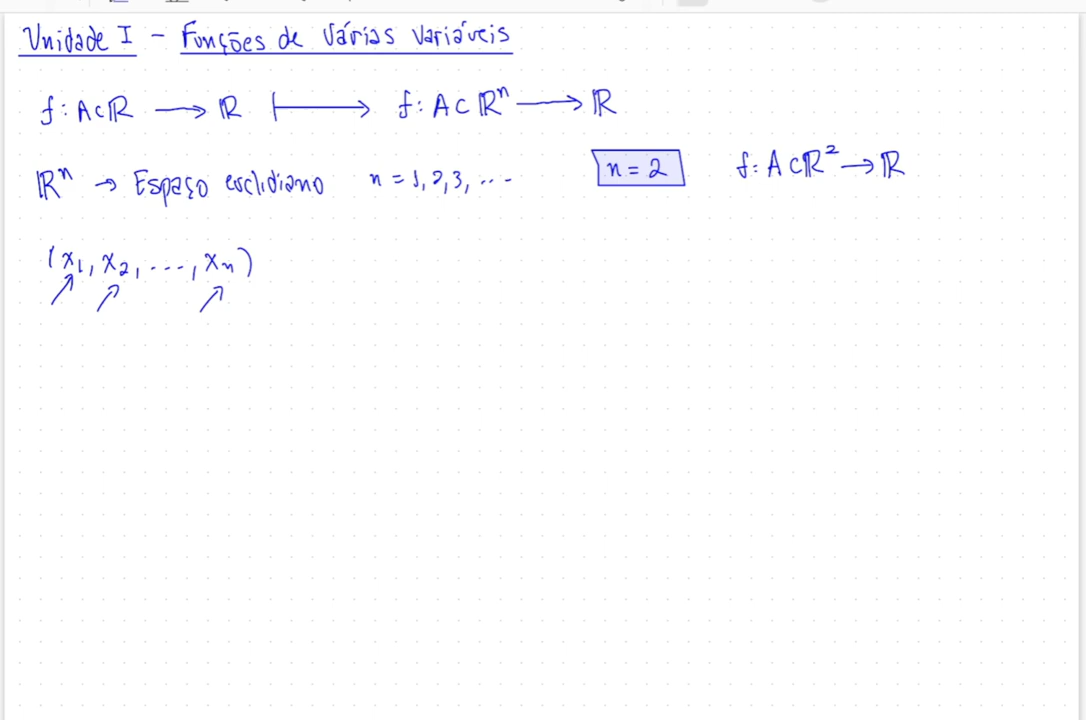 Unidade I - Funções de Várias Variáveis
f: A⊂ℝ ⟶ ℝ ⟼ f: A⊂ℝⁿ ⟶ ℝ
ℝⁿ → Espaço euclidiano n = 1, 2, 3, ... n = 2 f: A⊂ℝ² → ℝ
(x₁, x₂, ..., xₙ)